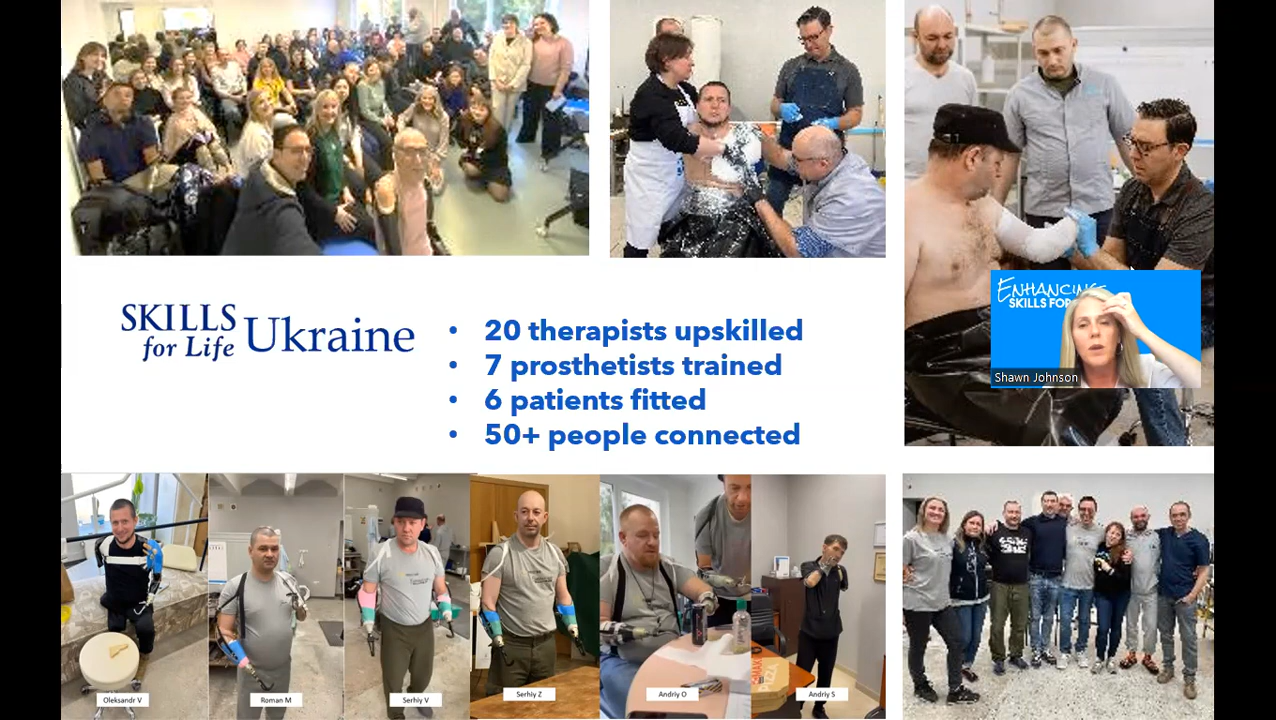 SKILLS
for Life Ukraine
• 20 therapists upskilled
• 7 prosthetists trained
• 6 patients fitted
• 50+ people connected
ENHANCING
SKILLS FOR
Shawn Johnson
PIZZA
Oleksandr V
Roman M
Serhiy V
Serhiy Z
Andriy O
Andriy S